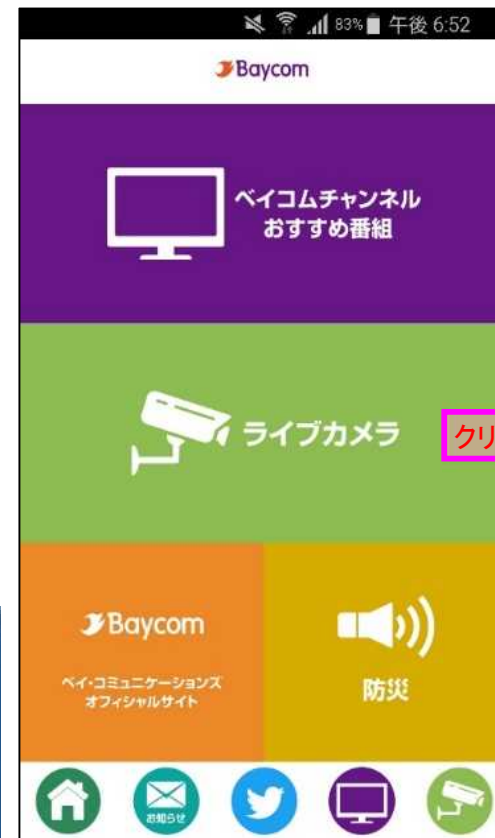 83% 午後 6:52
Baycom
ベイコムチャンネル
おすすめ番組
ライブカメラ
クリ
Baycom
ベイ・コミュニケーションズ
オフィシャルサイト
防災
お知らせ